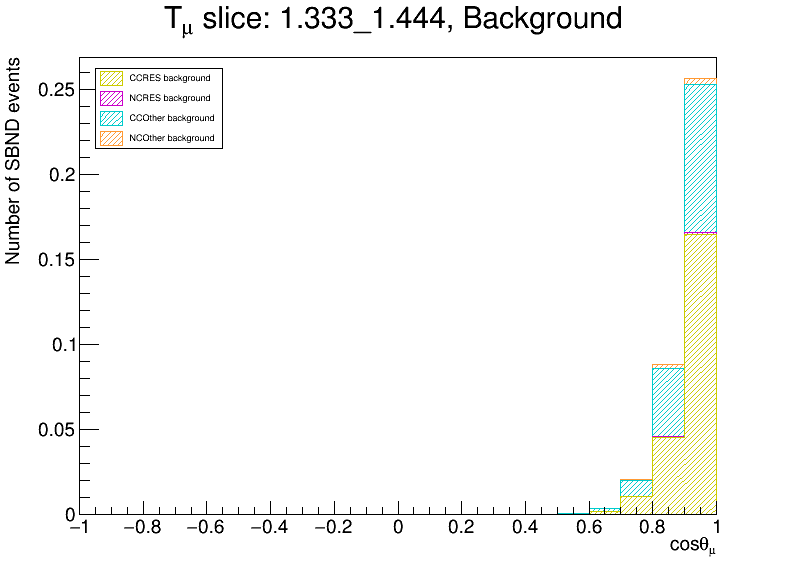 Tμ slice: 1.333_1.444, Background
Number of SBND events
CCRES background
NCRES background
CCOther background
NCOther background
0.25
0.2
0.15
0.1
0.05
0
−1
−0.8
−0.6
−0.4
−0.2
0
0.2
0.4
0.6
0.8
1
cosθμ